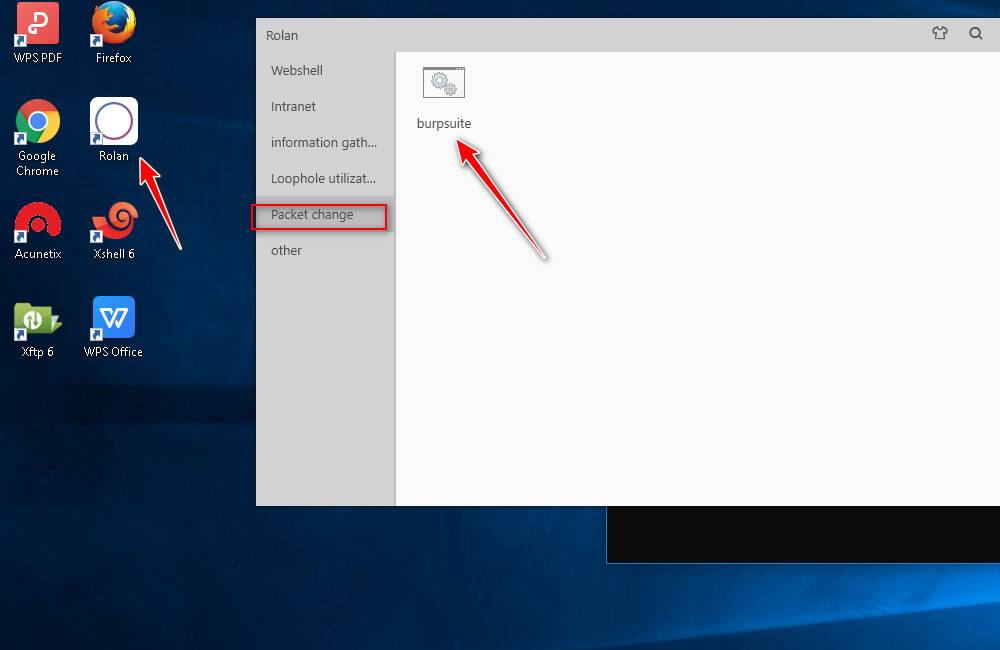 WPS PDF
Firefox
Google
Chrome
Rolan
Acunetix
Xshell 6
Xftp 6
WPS Office
Rolan
Webshell
Intranet
information gath...
Loophole utilizat...
Packet change
other
burpsuite